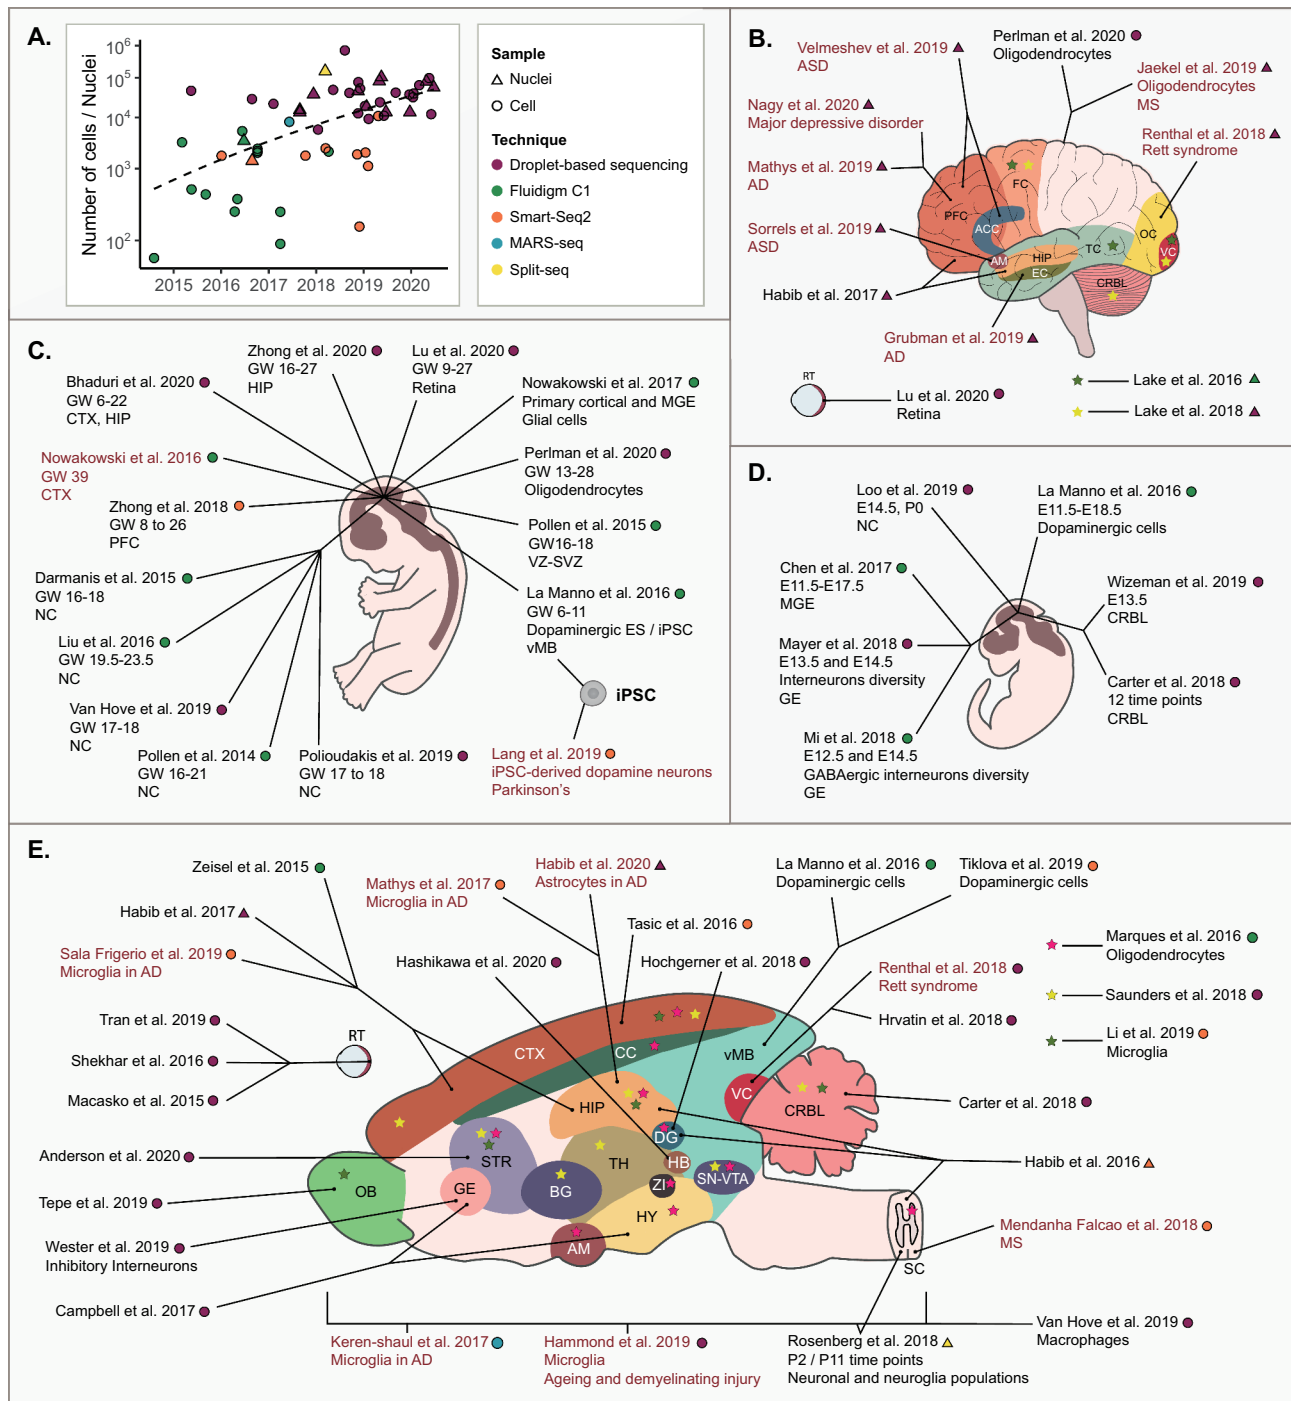 A.
Number of cells / Nuclei
10^6
10^5
10^4
10^3
10^2
2015 2016 2017 2018 2019 2020
Sample
Nuclei
Cell
Technique
Droplet-based sequencing
Fluidigm C1
Smart-Seq2
MARS-seq
Split-seq
B.
Velmeshev et al. 2019
ASD
Perlman et al. 2020
Oligodendrocytes
Jaekel et al. 2019
Oligodendrocytes
MS
Nagy et al. 2020
Major depressive disorder
Renthal et al. 2018
Rett syndrome
Mathys et al. 2019
AD
Sorrels et al. 2019
ASD
Habib et al. 2017
Grubman et al. 2019
AD
PFC
FC
ACC
AM
HIP
EC
TC
OC
VC
CRBL
RT
Lu et al. 2020
Retina
Lake et al. 2016
Lake et al. 2018
C.
Zhong et al. 2020
GW 16-27
HIP
Lu et al. 2020
GW 9-27
Retina
Bhaduri et al. 2020
GW 6-22
CTX, HIP
Nowakowski et al. 2017
Primary cortical and MGE
Glial cells
Nowakowski et al. 2016
GW 39
CTX
Perlman et al. 2020
GW 13-28
Oligodendrocytes
Zhong et al. 2018
GW 8 to 26
PFC
Pollen et al. 2015
GW16-18
VZ-SVZ
Darmanis et al. 2015
GW 16-18
NC
La Manno et al. 2016
GW 6-11
Dopaminergic ES / iPSC
vMB
Liu et al. 2016
GW 19.5-23.5
NC
iPSC
Van Hove et al. 2019
GW 17-18
NC
Pollen et al. 2014
GW 16-21
NC
Polioudakis et al. 2019
GW 17 to 18
NC
Lang et al. 2019
iPSC-derived dopamine neurons
Parkinson's
D.
Loo et al. 2019
E14.5, P0
NC
La Manno et al. 2016
E11.5-E18.5
Dopaminergic cells
Chen et al. 2017
E11.5-E17.5
MGE
Wizeman et al. 2019
E13.5
CRBL
Mayer et al. 2018
E13.5 and E14.5
Interneurons diversity
GE
Carter et al. 2018
12 time points
CRBL
Mi et al. 2018
E12.5 and E14.5
GABAergic interneurons diversity
GE
E.
Zeisel et al. 2015
Habib et al. 2017
Sala Frigerio et al. 2019
Microglia in AD
Mathys et al. 2017
Microglia in AD
Habib et al. 2020
Astrocytes in AD
Tasic et al. 2016
Hashikawa et al. 2020
Hochgerner et al. 2018
La Manno et al. 2016
Dopaminergic cells
Tiklova et al. 2019
Dopaminergic cells
Renthal et al. 2018
Rett syndrome
Hrvatin et al. 2018
Marques et al. 2016
Oligodendrocytes
Saunders et al. 2018
Li et al. 2019
Microglia
Tran et al. 2019
Shekhar et al. 2016
Macasko et al. 2015
RT
Anderson et al. 2020
Tepe et al. 2019
Wester et al. 2019
Inhibitory Interneurons
Campbell et al. 2017
CTX
CC
vMB
HIP
VC
CRBL
DG
STR
TH
HB
SN-VTA
OB
GE
BG
ZI
HY
AM
SC
Carter et al. 2018
Habib et al. 2016
Mendanha Falcao et al. 2018
MS
Keren-shaul et al. 2017
Microglia in AD
Hammond et al. 2019
Microglia
Ageing and demyelinating injury
Rosenberg et al. 2018
P2 / P11 time points
Neuronal and neuroglia populations
Van Hove et al. 2019
Macrophages